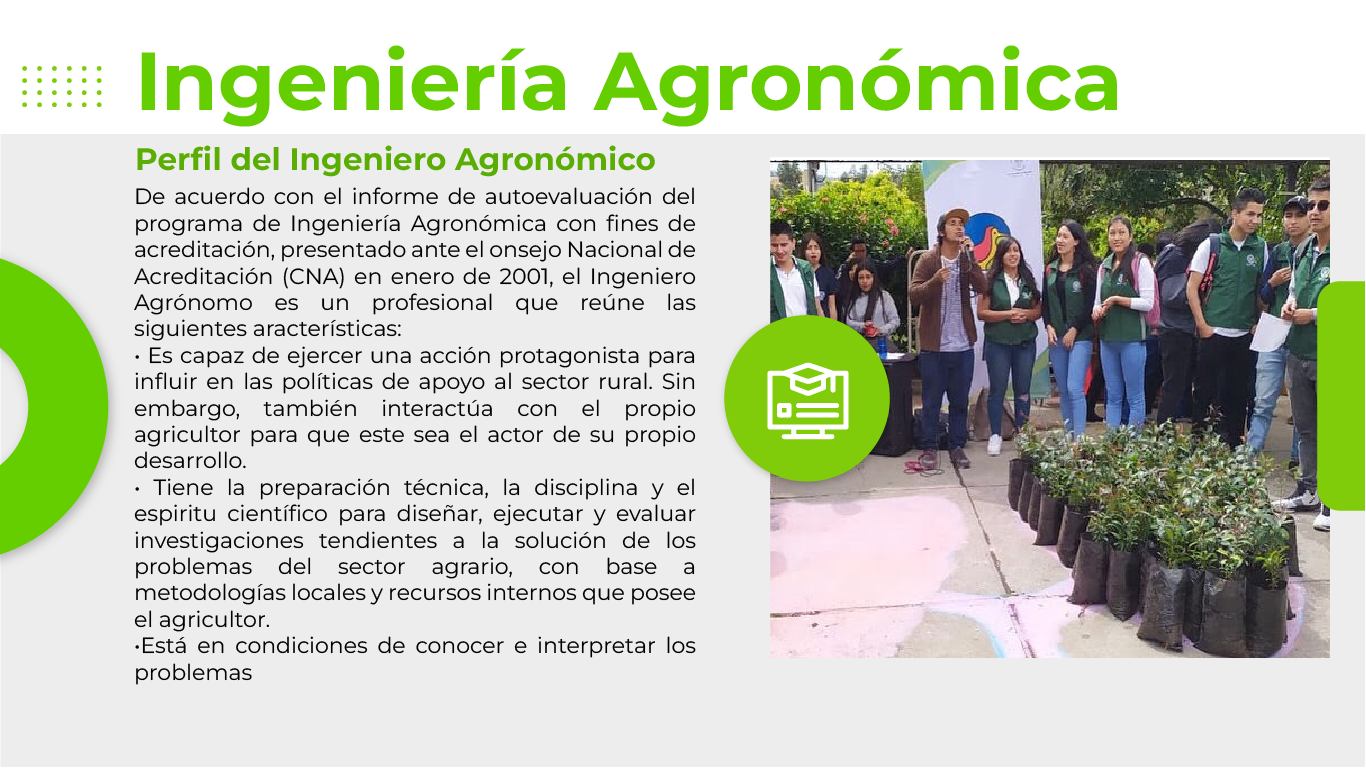 Ingeniería Agronómica
Perfil del Ingeniero Agronómico
De acuerdo con el informe de autoevaluación del
programa de Ingeniería Agronómica con fines de
acreditación, presentado ante el onsejo Nacional de
Acreditación (CNA) en enero de 2001, el Ingeniero
Agrónomo es un profesional que reúne las
siguientes aracterísticas:
• Es capaz de ejercer una acción protagonista para
influir en las políticas de apoyo al sector rural. Sin
embargo, también interactúa con el propio
agricultor para que este sea el actor de su propio
desarrollo.
• Tiene la preparación técnica, la disciplina y el
espiritu científico para diseñar, ejecutar y evaluar
investigaciones tendientes a la solución de los
problemas del sector agrario, con base a
metodologías locales y recursos internos que posee
el agricultor.
•Está en condiciones de conocer e interpretar los
problemas